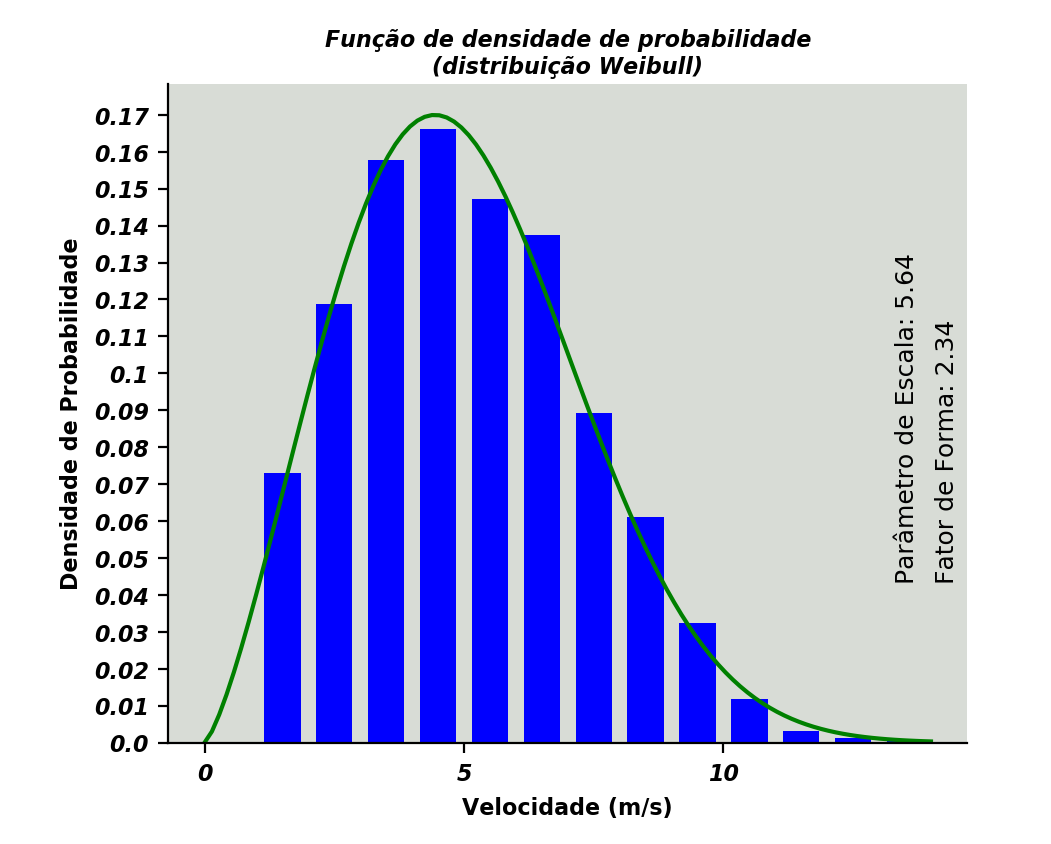 Função de densidade de probabilidade
(distribuição Weibull)
Densidade de Probabilidade
0.17
0.16
0.15
0.14
0.13
0.12
0.11
0.1
0.09
0.08
0.07
0.06
0.05
0.04
0.03
0.02
0.01
0.0
0 5 10
Velocidade (m/s)
Parâmetro de Escala: 5.64
Fator de Forma: 2.34